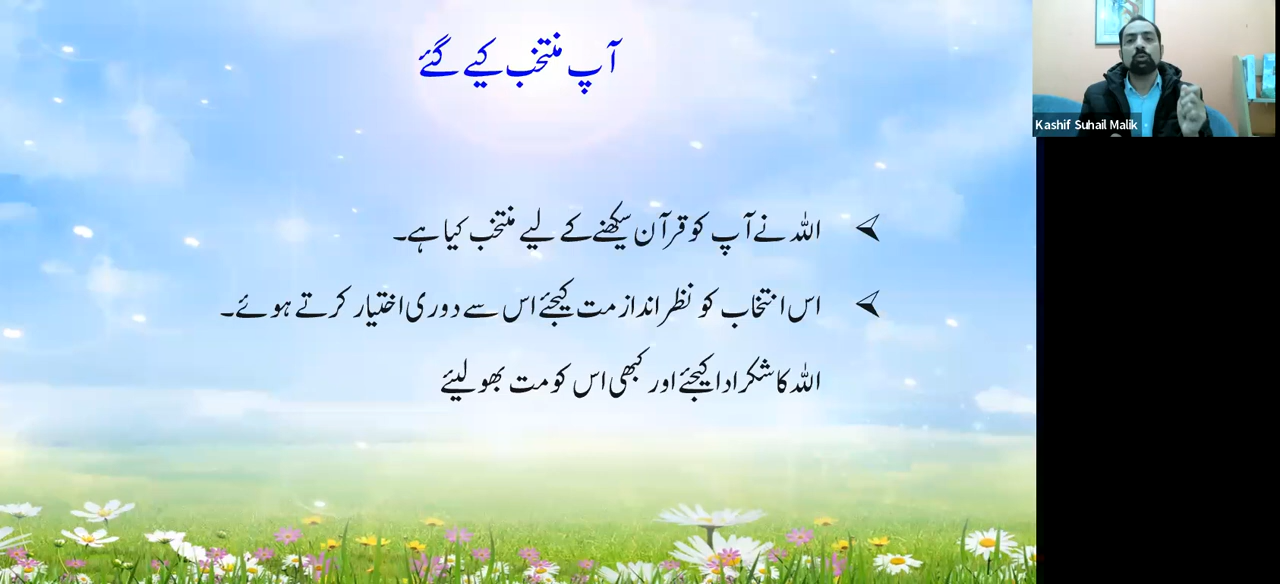 آپ منتخب کیے گئے
Kashif Suhail Malik
اللہ نے آپ کو قرآن سیکھنے کے لیے منتخب کیا ہے۔
اس انتخاب کو نظر انداز مت کیجئے اس سے دوری اختیار کرتے ہوئے۔
اللہ کا شکر ادا کیجئے اور کبھی اس کو مت بھولیئے